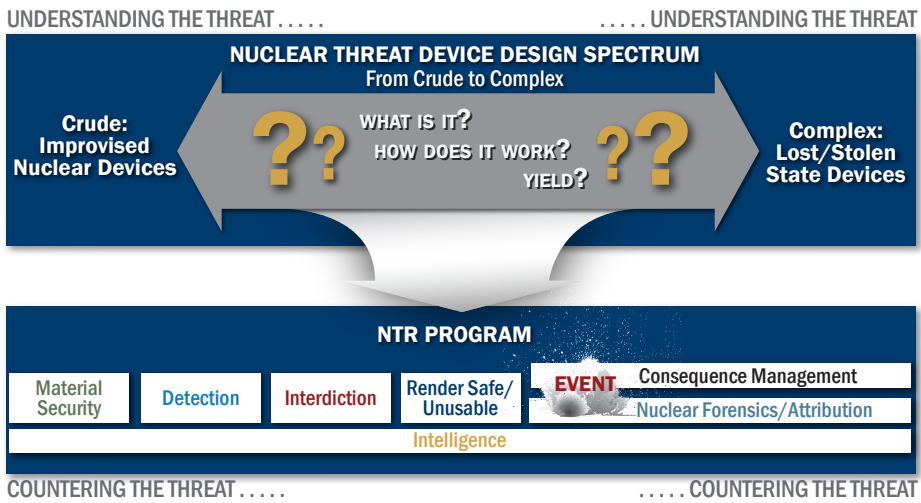 UNDERSTANDING THE THREAT . . . . .
. . . . . UNDERSTANDING THE THREAT
NUCLEAR THREAT DEVICE DESIGN SPECTRUM
From Crude to Complex
Crude:
Improvised
Nuclear Devices
? ?
WHAT IS IT?
HOW DOES IT WORK?
YIELD?
? ?
Complex:
Lost/Stolen
State Devices
NTR PROGRAM
Material
Security
Detection
Interdiction
Render Safe/
Unusable
EVENT
Consequence Management
Nuclear Forensics/Attribution
Intelligence
COUNTERING THE THREAT . . . . .
. . . . . COUNTERING THE THREAT